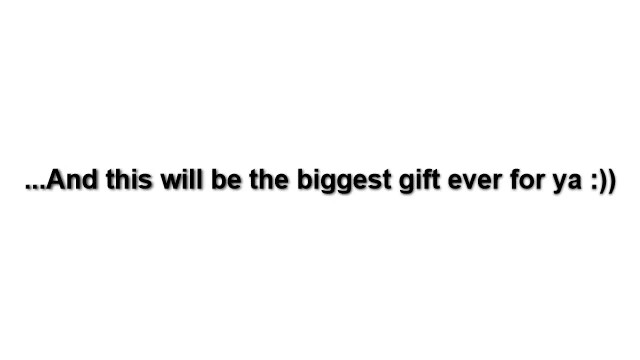 ...And this will be the biggest gift ever for ya :))